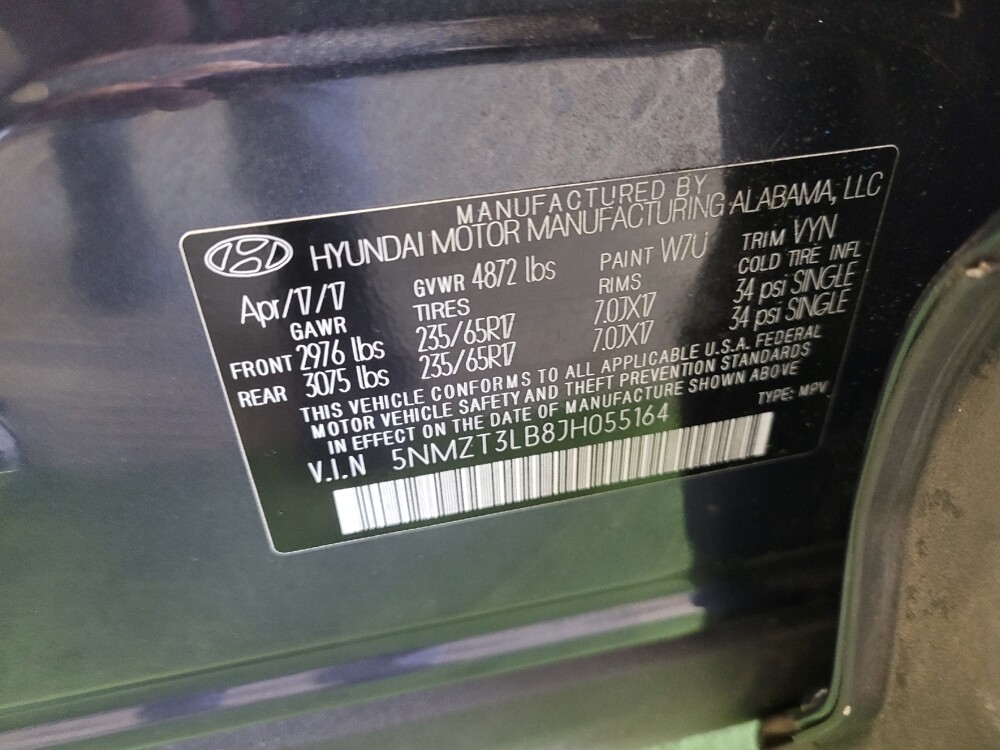 MANUFACTURED BY
HYUNDAI MOTOR MANUFACTURING ALABAMA, LLC
Apr/17/17 GVWR 4872 lbs PAINT W7U TRIM VYN
GAWR TIRES RIMS COLD TIRE INFL
FRONT 2976 lbs 235/65R17 7.0JX17 34 psi SINGLE
REAR 3075 lbs 235/65R17 7.0JX17 34 psi SINGLE
THIS VEHICLE CONFORMS TO ALL APPLICABLE U.S.A. FEDERAL
MOTOR VEHICLE SAFETY AND THEFT PREVENTION STANDARDS
IN EFFECT ON THE DATE OF MANUFACTURE SHOWN ABOVE
V.I.N 5NMZT3LB8JH055164 TYPE: MPV